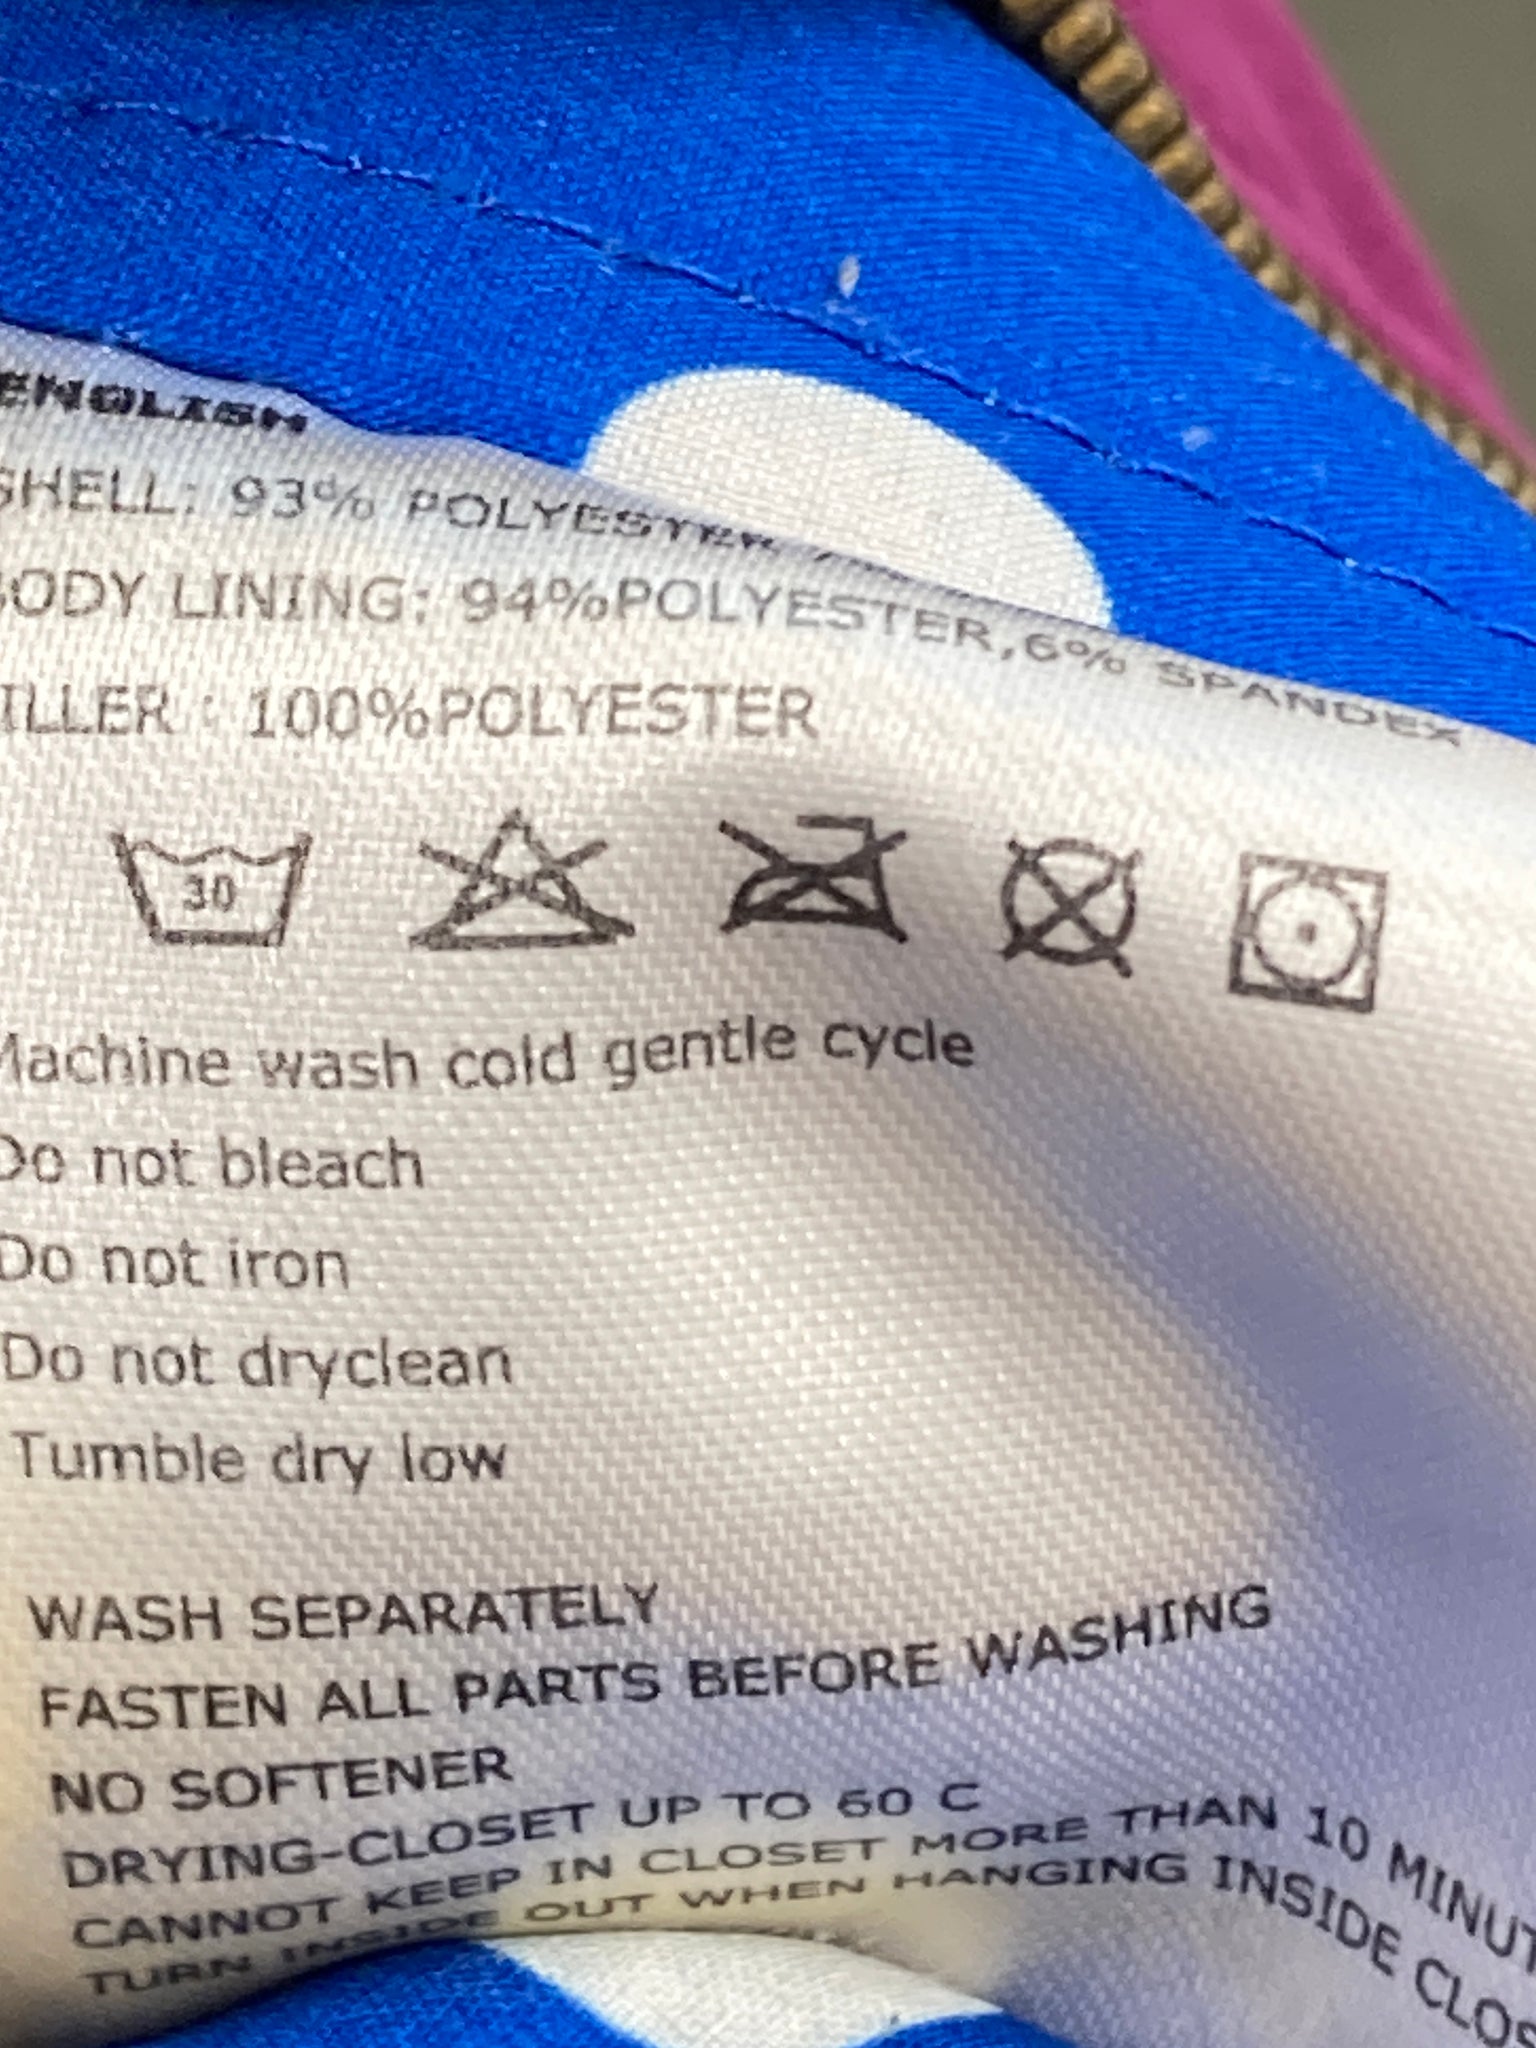 ENGLISH
SHELL: 93% POLYESTER
BODY LINING: 94%POLYESTER,6% SPANDEX
ILLER : 100%POLYESTER
30
Machine wash cold gentle cycle
Do not bleach
Do not iron
Do not dryclean
Tumble dry low
WASH SEPARATELY
FASTEN ALL PARTS BEFORE WASHING
NO SOFTENER
DRYING-CLOSET UP TO 60 C
CANNOT KEEP IN CLOSET MORE THAN 10 MINUT
TURN INSIDE OUT WHEN HANGING INSIDE CLOS